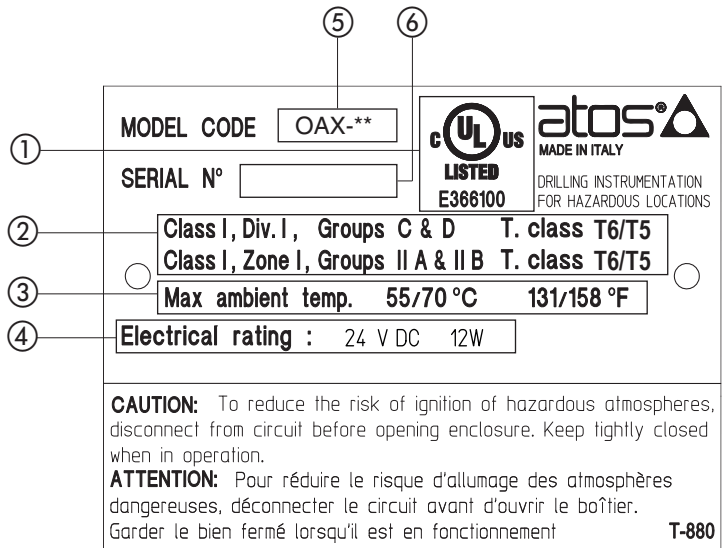 ⑤ ⑥
MODEL CODE OAX-**
① 
C UL US
LISTED
E366100
atos®
MADE IN ITALY
DRILLING INSTRUMENTATION
FOR HAZARDOUS LOCATIONS
SERIAL N°
② Class I, Div. I, Groups C & D T. class T6/T5
Class I, Zone I, Groups II A & II B T. class T6/T5
③ Max ambient temp. 55/70 °C 131/158 °F
④ Electrical rating : 24 V DC 12W
CAUTION: To reduce the risk of ignition of hazardous atmospheres,
disconnect from circuit before opening enclosure. Keep tightly closed
when in operation.
ATTENTION: Pour réduire le risque d'allumage des atmosphères
dangereuses, déconnecter le circuit avant d'ouvrir le boîtier.
Garder le bien fermé lorsqu'il est en fonctionnement T-880